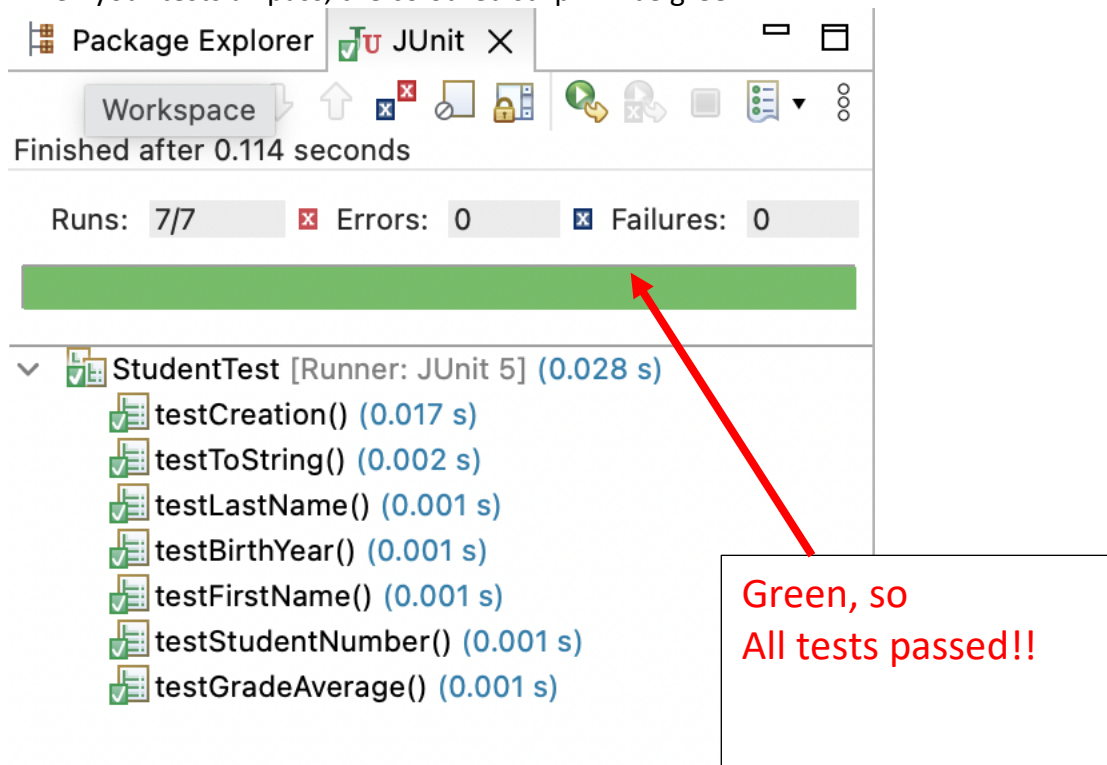 Package Explorer JUnit
Workspace
Finished after 0.114 seconds
Runs: 7/7 Errors: 0 Failures: 0
StudentTest [Runner: JUnit 5] (0.028 s)
testCreation() (0.017 s)
testToString() (0.002 s)
testLastName() (0.001 s)
testBirthYear() (0.001 s)
testFirstName() (0.001 s)
testStudentNumber() (0.001 s)
testGradeAverage() (0.001 s)
Green, so
All tests passed!!